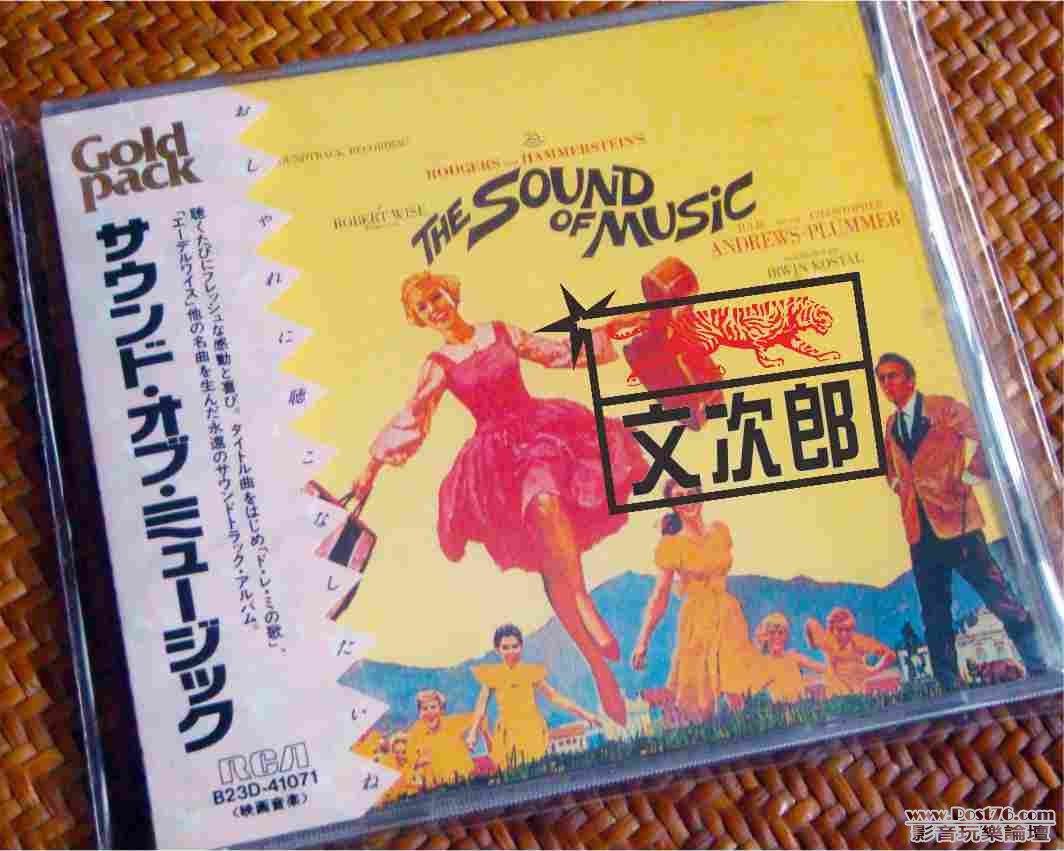 Gold
pack
サウンド・オブ・ミュージック
聴くたびにフレッシュな感動と喜び。タイトル曲をはじめ「ド・レ・ミの歌」、
「エーデルワイス」他の名曲を生んだ永遠のサウンドトラック・アルバム。
おしゃれに聴こなしたいね
RCA
B23D-41071
〈映画音楽〉
SOUNDTRACK RECORDING
RODGERS AND HAMMERSTEIN'S
ROBERT WISE
THE SOUND
OF MUSIC
JULIE CHRISTOPHER
ANDREWS PLUMMER
IRWIN KOSTAL
文次郎
www.Post76.com
影音玩樂論壇